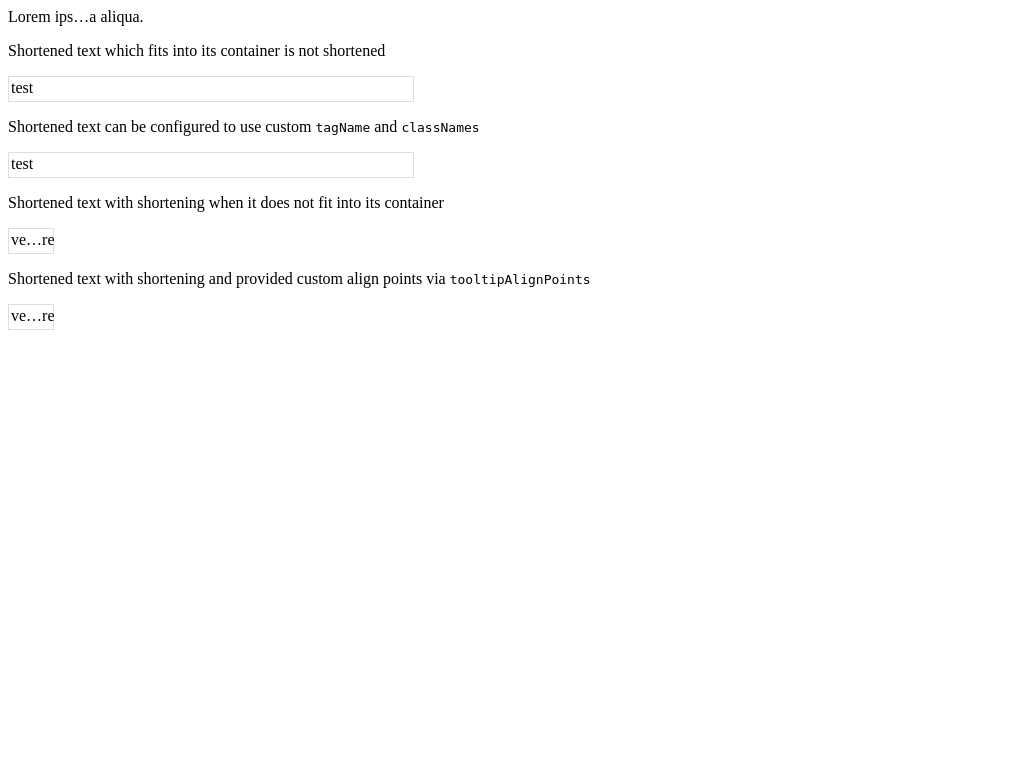 Lorem ips…a aliqua.
Shortened text which fits into its container is not shortened
test
Shortened text can be configured to use custom tagName and classNames
test
Shortened text with shortening when it does not fit into its container
ve…re
Shortened text with shortening and provided custom align points via tooltipAlignPoints
ve…re